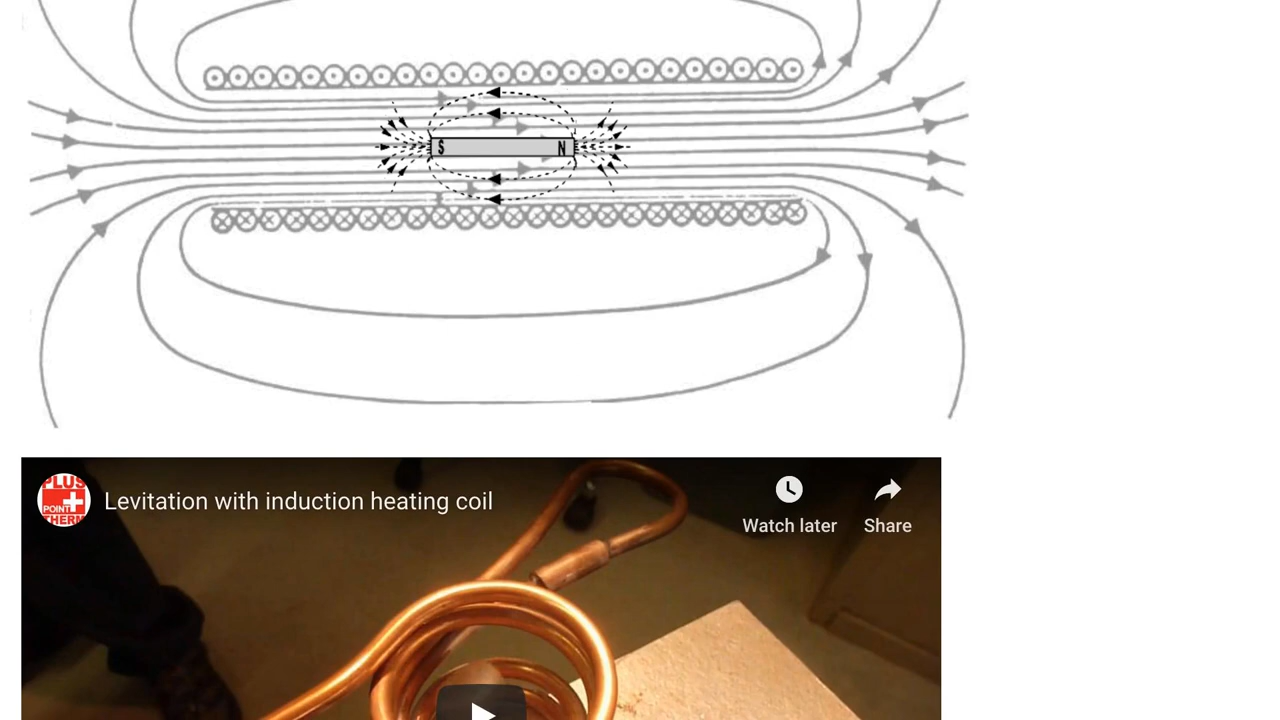 S N
PLUS
POINT
THERM
Levitation with induction heating coil
Watch later
Share